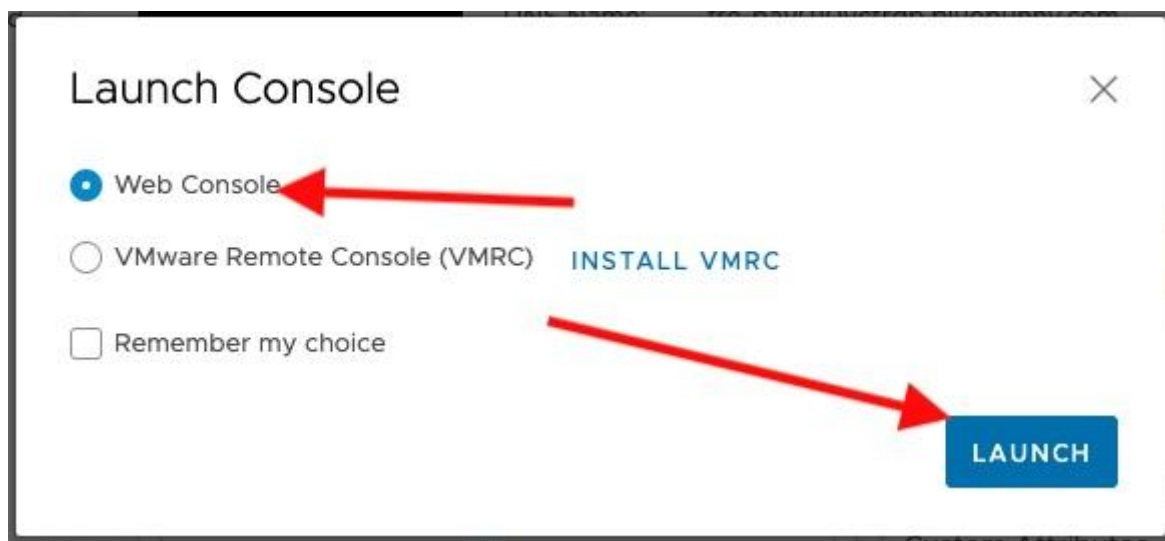 Launch Console
Web Console
VMware Remote Console (VMRC) INSTALL VMRC
Remember my choice
LAUNCH